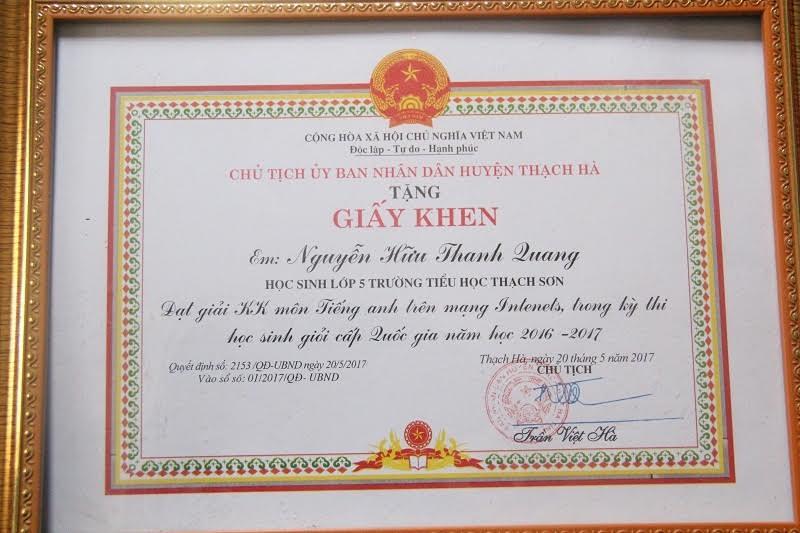 CỘNG HÒA XÃ HỘI CHỦ NGHĨA VIỆT NAM
Độc lập - Tự do - Hạnh phúc
CHỦ TỊCH ỦY BAN NHÂN DÂN HUYỆN THẠCH HÀ
TẶNG
GIẤY KHEN
Em: Nguyễn Hữu Thanh Quang
HỌC SINH LỚP 5 TRƯỜNG TIỂU HỌC THẠCH SƠN
Đạt giải KK môn Tiếng anh trên mạng Intenets, trong kỳ thi
học sinh giỏi cấp Quốc gia năm học 2016 -2017
Quyết định số: 2153 /QĐ-UBND ngày 20/5/2017
Vào sổ số: 01/2017/QĐ- UBND
Thạch Hà, ngày 20 tháng 5 năm 2017
CHỦ TỊCH
Trần Việt Hà